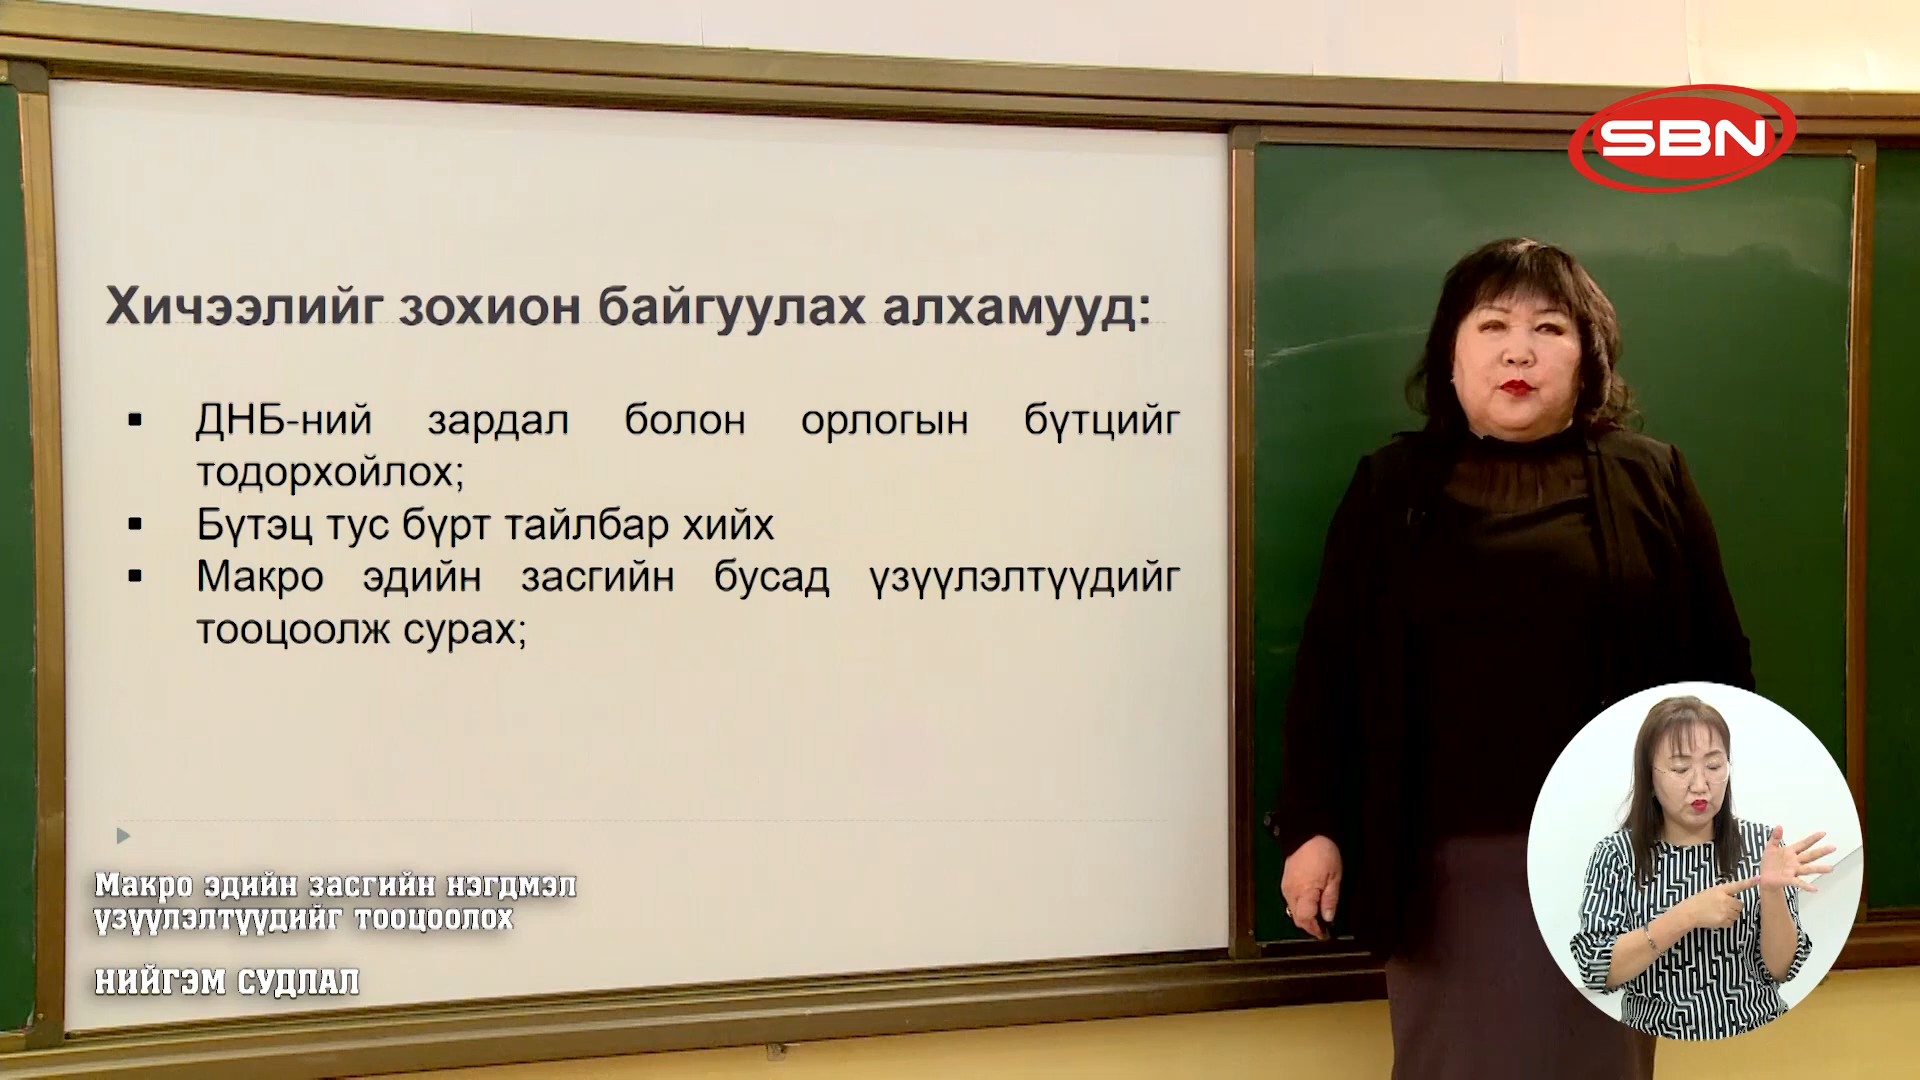 SBN
Хичээлийг зохион байгуулах алхамууд:
▪ ДНБ-ний зардал болон орлогын бүтцийг
тодорхойлох;
▪ Бүтэц тус бүрт тайлбар хийх
▪ Макро эдийн засгийн бусад үзүүлэлтүүдийг
тооцоолж сурах;
Макро эдийн засгийн нэгдмэл
үзүүлэлтүүдийг тооцоолох
НИЙГЭМ СУДЛАЛ